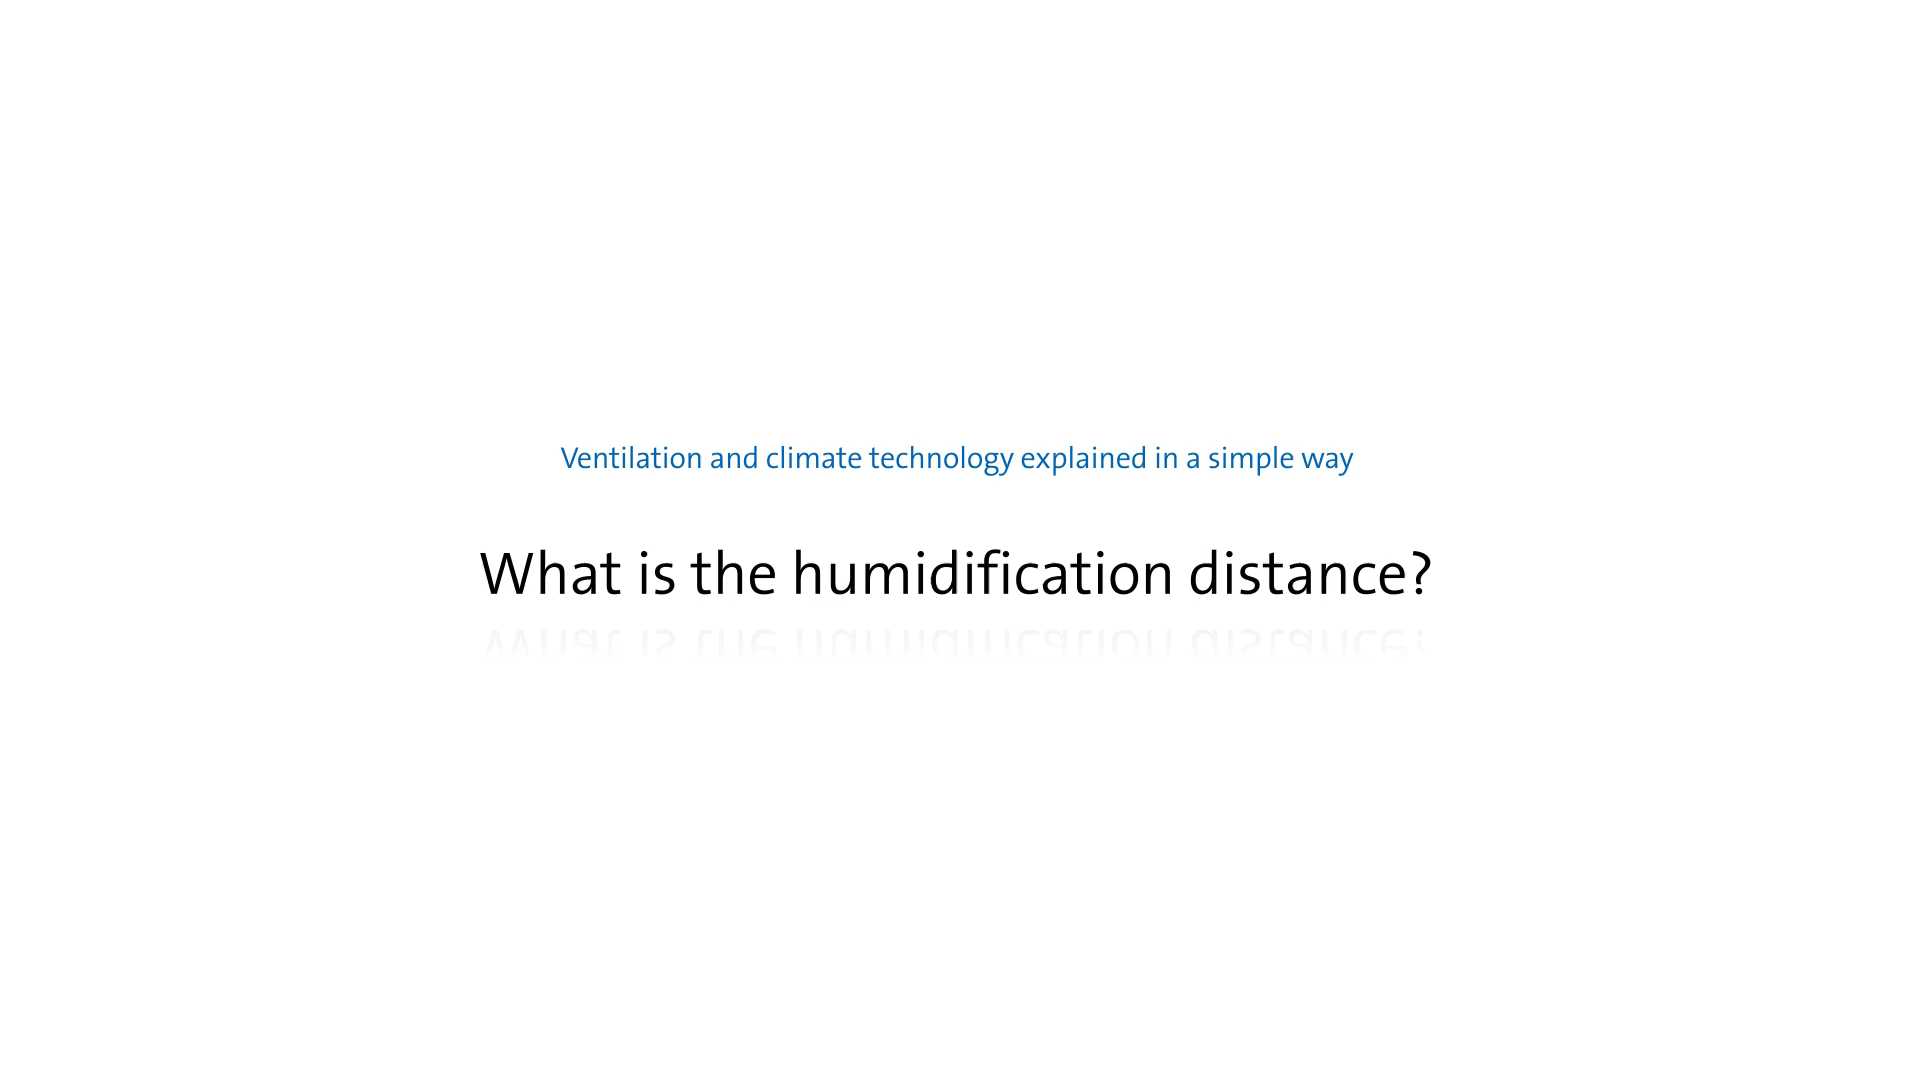 Ventilation and climate technology explained in a simple way
What is the humidification distance?